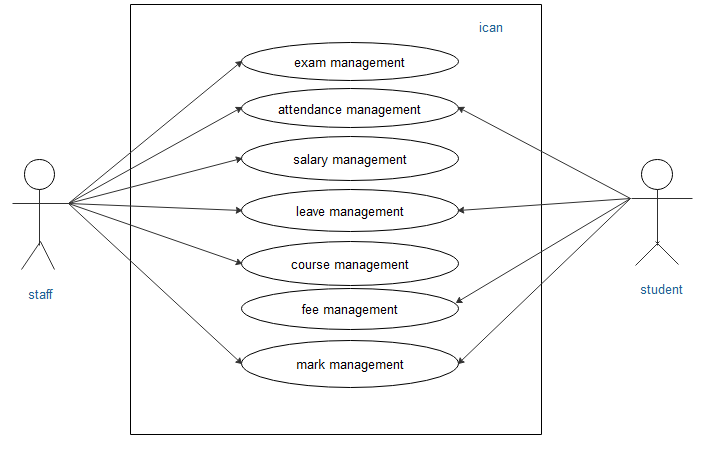 ican
exam management
attendance management
salary management
leave management
course management
fee management
mark management
staff
student